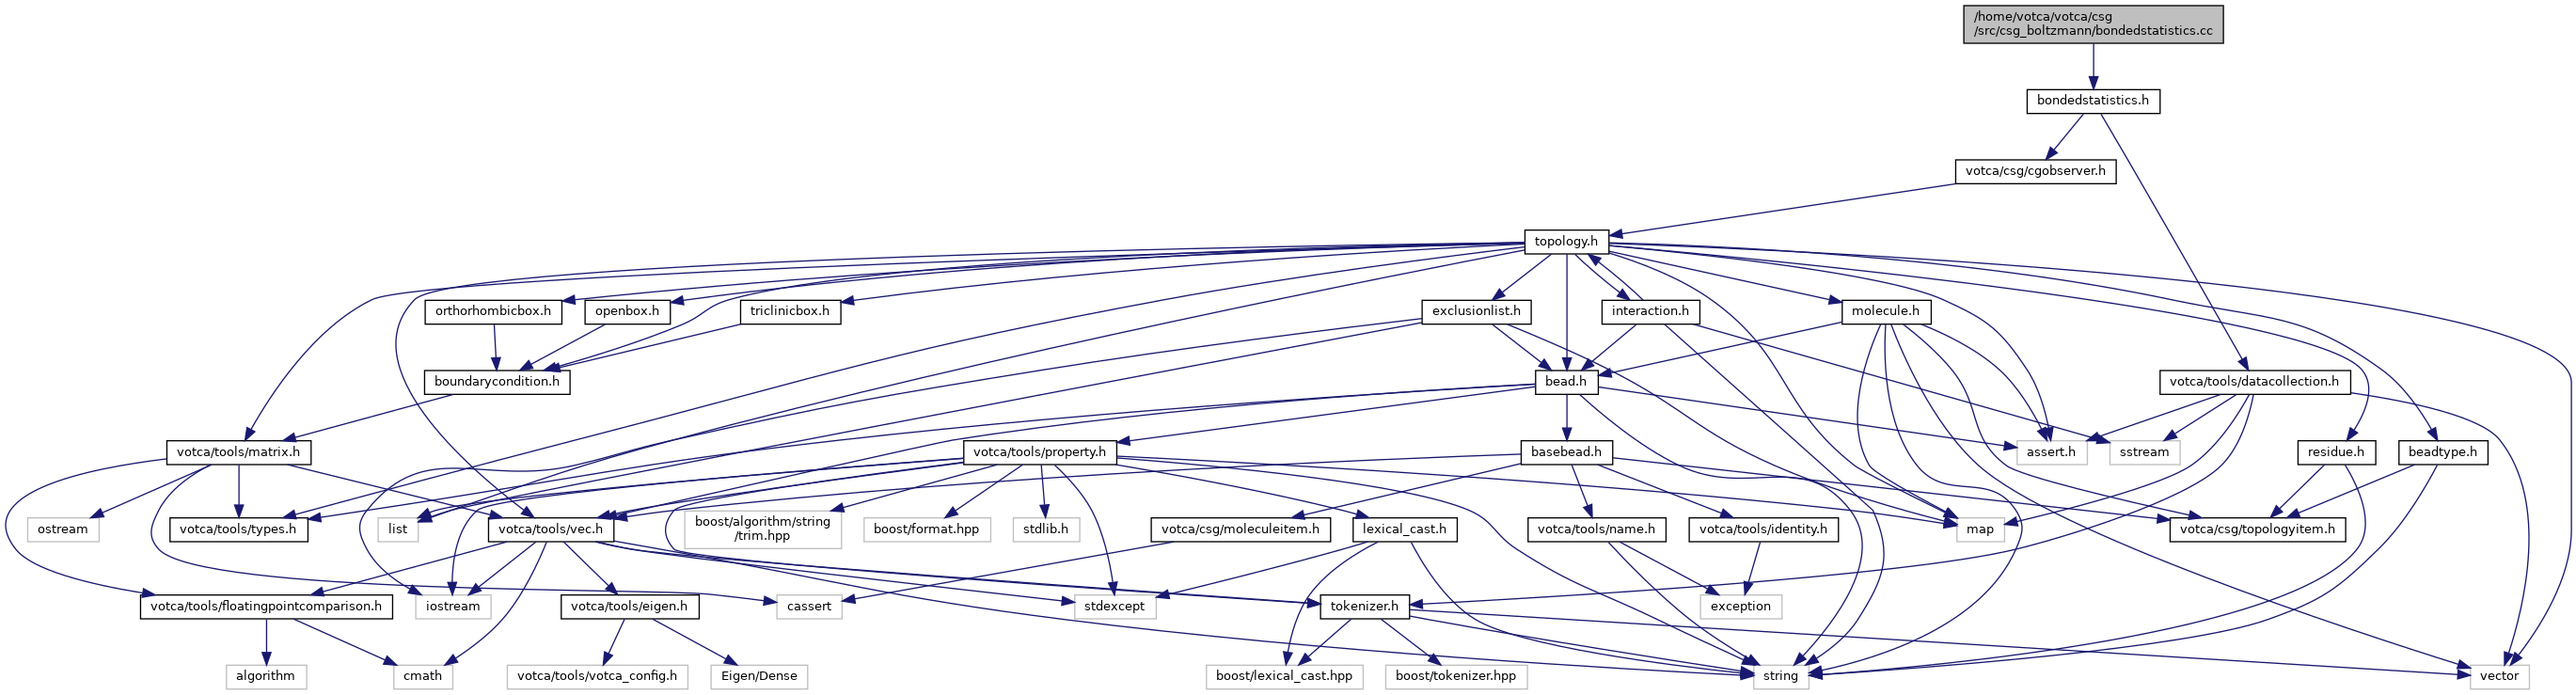 /home/votca/votca/csg
/src/csg_boltzmann/bondedstatistics.cc
bondedstatistics.h
votca/csg/cgobserver.h
topology.h
orthorhombicbox.h
openbox.h
triclinicbox.h
exclusionlist.h
interaction.h
molecule.h
boundarycondition.h
bead.h
votca/tools/datacollection.h
votca/tools/matrix.h
votca/tools/property.h
basebead.h
assert.h
sstream
residue.h
beadtype.h
ostream
votca/tools/types.h
list
votca/tools/vec.h
boost/algorithm/string
/trim.hpp
boost/format.hpp
stdlib.h
votca/csg/moleculeitem.h
lexical_cast.h
votca/tools/name.h
votca/tools/identity.h
map
votca/csg/topologyitem.h
votca/tools/floatingpointcomparison.h
iostream
votca/tools/eigen.h
cassert
stdexcept
tokenizer.h
exception
algorithm
cmath
votca/tools/votca_config.h
Eigen/Dense
boost/lexical_cast.hpp
boost/tokenizer.hpp
string
vector